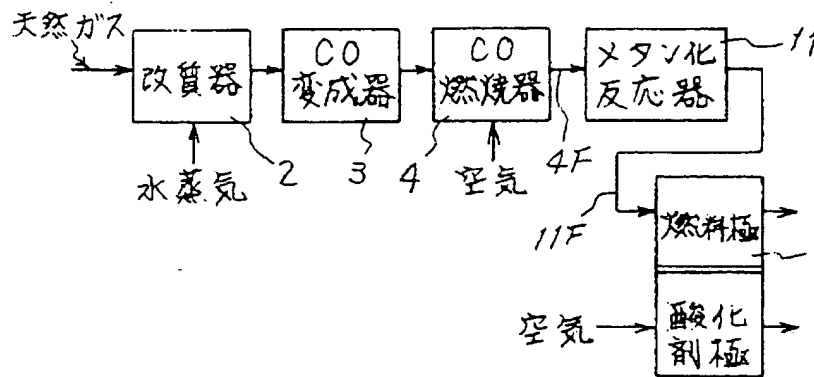 天然ガス
改質器
CO
変成器
CO
燃焼器
メタン化
反応器
11
水蒸気
2
3
4
空気
4F
11F
燃料極
空気
酸化
剤極